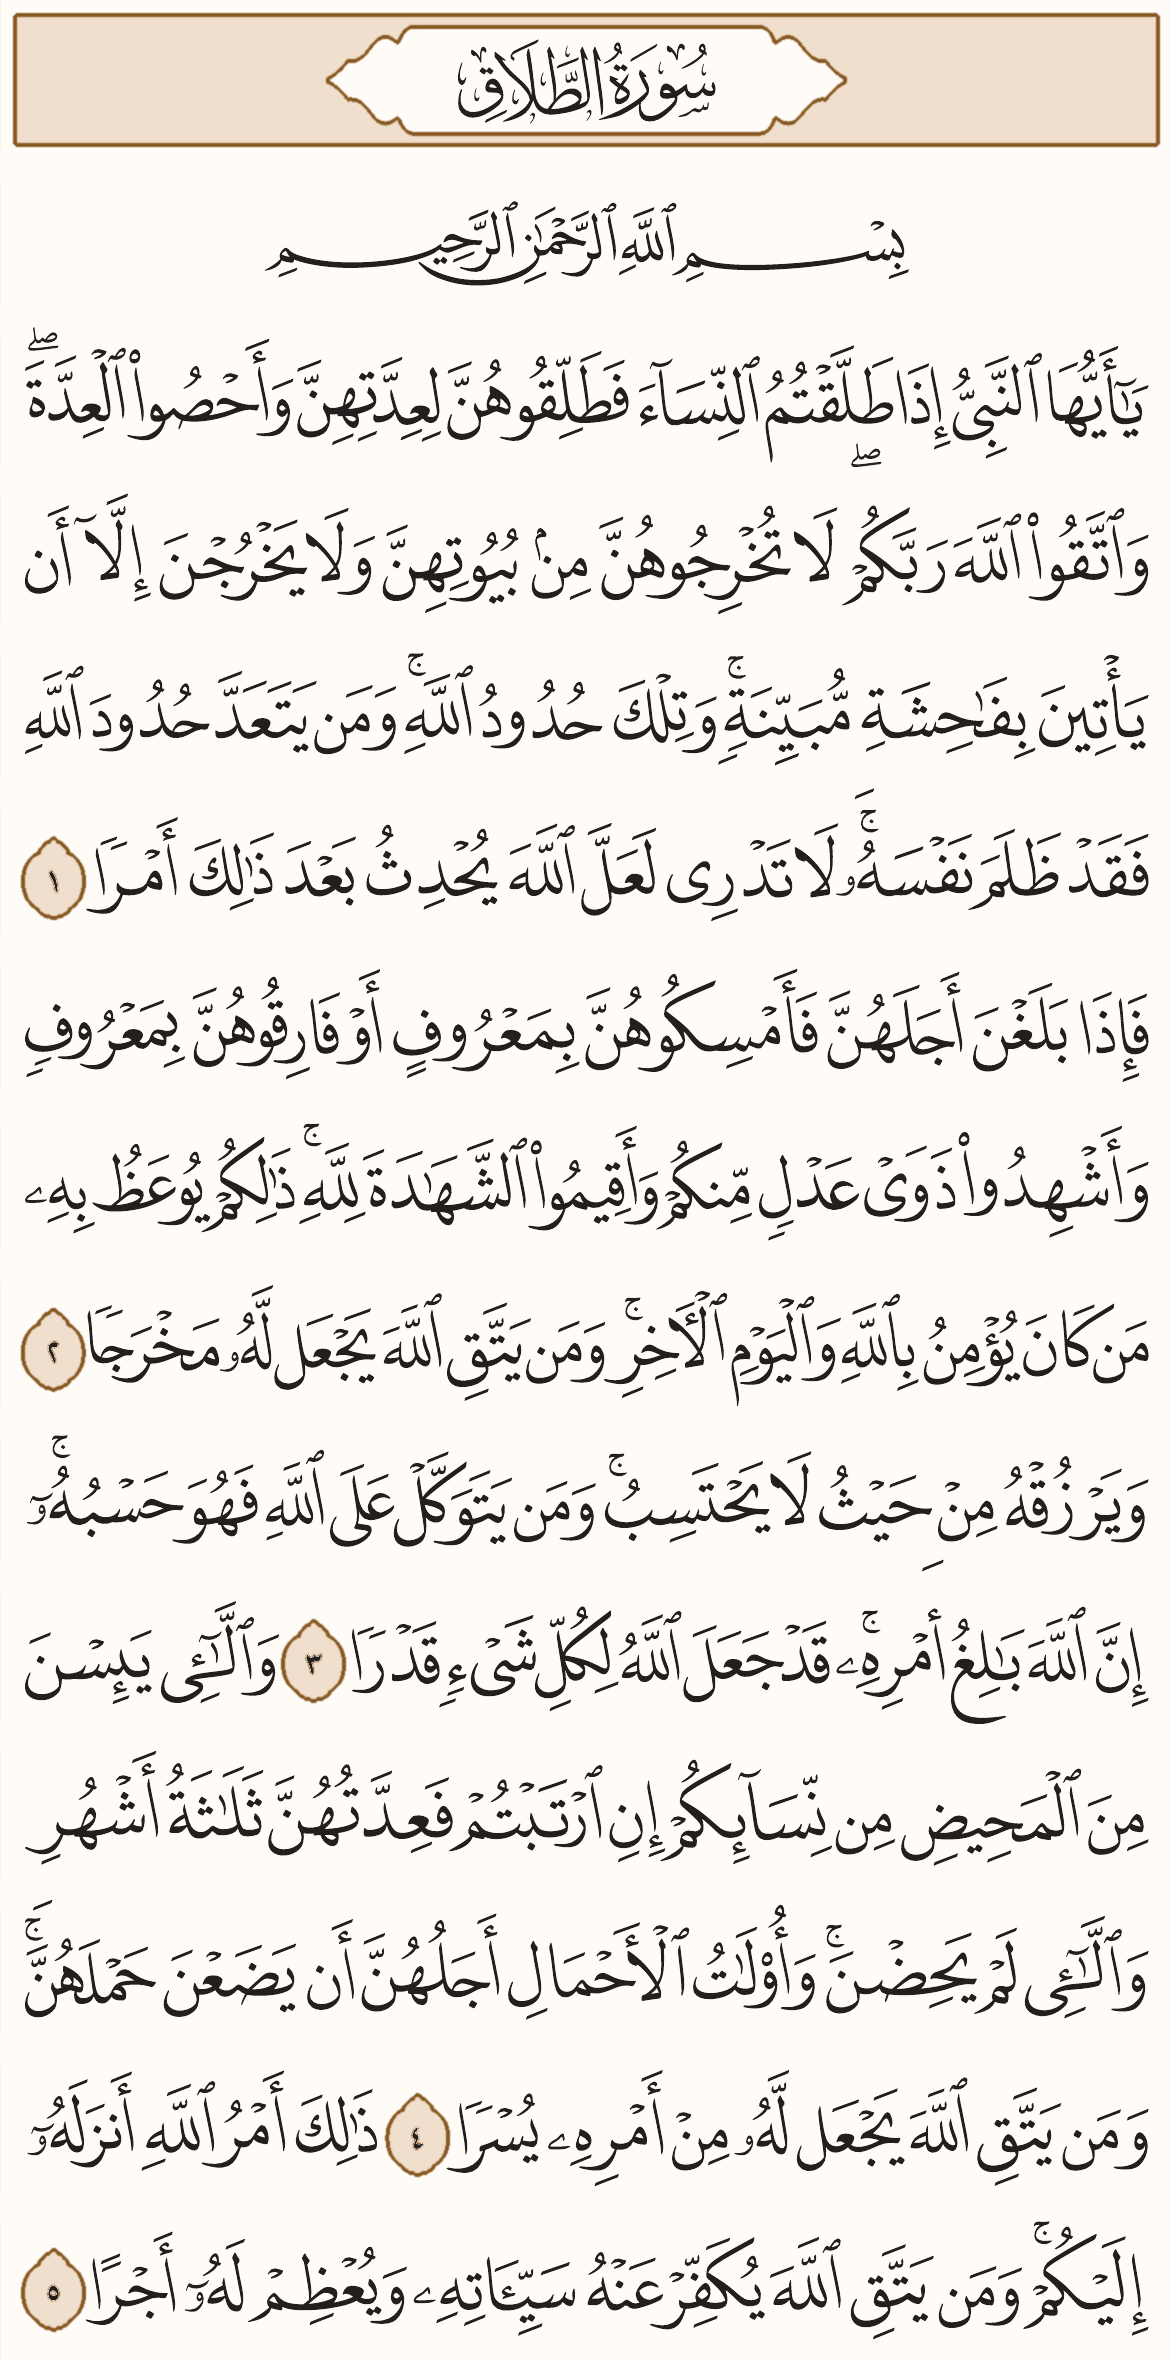 سُورَةُ الطَّلَاقِ
بِسْمِ ٱللَّهِ ٱلرَّحْمَٰنِ ٱلرَّحِيمِ
يَٰٓأَيُّهَا ٱلنَّبِيُّ إِذَا طَلَّقْتُمُ ٱلنِّسَآءَ فَطَلِّقُوهُنَّ لِعِدَّتِهِنَّ وَأَحْصُوا۟ ٱلْعِدَّةَ ۖ
وَٱتَّقُوا۟ ٱللَّهَ رَبَّكُمْ ۖ لَا تُخْرِجُوهُنَّ مِنۢ بُيُوتِهِنَّ وَلَا يَخْرُجْنَ إِلَّآ أَن
يَأْتِينَ بِفَٰحِشَةٍ مُّبَيِّنَةٍ ۚ وَتِلْكَ حُدُودُ ٱللَّهِ ۚ وَمَن يَتَعَدَّ حُدُودَ ٱللَّهِ
فَقَدْ ظَلَمَ نَفْسَهُۥ ۚ لَا تَدْرِى لَعَلَّ ٱللَّهَ يُحْدِثُ بَعْدَ ذَٰلِكَ أَمْرًا ١
فَإِذَا بَلَغْنَ أَجَلَهُنَّ فَأَمْسِكُوهُنَّ بِمَعْرُوفٍ أَوْ فَارِقُوهُنَّ بِمَعْرُوفٍ
وَأَشْهِدُوا۟ ذَوَىْ عَدْلٍ مِّنكُمْ وَأَقِيمُوا۟ ٱلشَّهَٰدَةَ لِلَّهِ ۚ ذَٰلِكُمْ يُوعَظُ بِهِۦ
مَن كَانَ يُؤْمِنُ بِٱللَّهِ وَٱلْيَوْمِ ٱلْءَاخِرِ ۚ وَمَن يَتَّقِ ٱللَّهَ يَجْعَل لَّهُۥ مَخْرَجًا ٢
وَيَرْزُقْهُ مِنْ حَيْثُ لَا يَحْتَسِبُ ۚ وَمَن يَتَوَكَّلْ عَلَى ٱللَّهِ فَهُوَ حَسْبُهُۥٓ ۚ
إِنَّ ٱللَّهَ بَٰلِغُ أَمْرِهِۦ ۚ قَدْ جَعَلَ ٱللَّهُ لِكُلِّ شَىْءٍ قَدْرًا ٣ وَٱلَّٰٓـِٔى يَئِسْنَ
مِنَ ٱلْمَحِيضِ مِن نِّسَآئِكُمْ إِنِ ٱرْتَبْتُمْ فَعِدَّتُهُنَّ ثَلَٰثَةُ أَشْهُرٍ
وَٱلَّٰٓـِٔى لَمْ يَحِضْنَ ۚ وَأُو۟لَٰتُ ٱلْأَحْمَالِ أَجَلُهُنَّ أَن يَضَعْنَ حَمْلَهُنَّ ۚ
وَمَن يَتَّقِ ٱللَّهَ يَجْعَل لَّهُۥ مِنْ أَمْرِهِۦ يُسْرًا ٤ ذَٰلِكَ أَمْرُ ٱللَّهِ أَنزَلَهُۥٓ
إِلَيْكُمْ ۚ وَمَن يَتَّقِ ٱللَّهَ يُكَفِّرْ عَنْهُ سَيِّـَٔاتِهِۦ وَيُعْظِمْ لَهُۥٓ أَجْرًا ٥